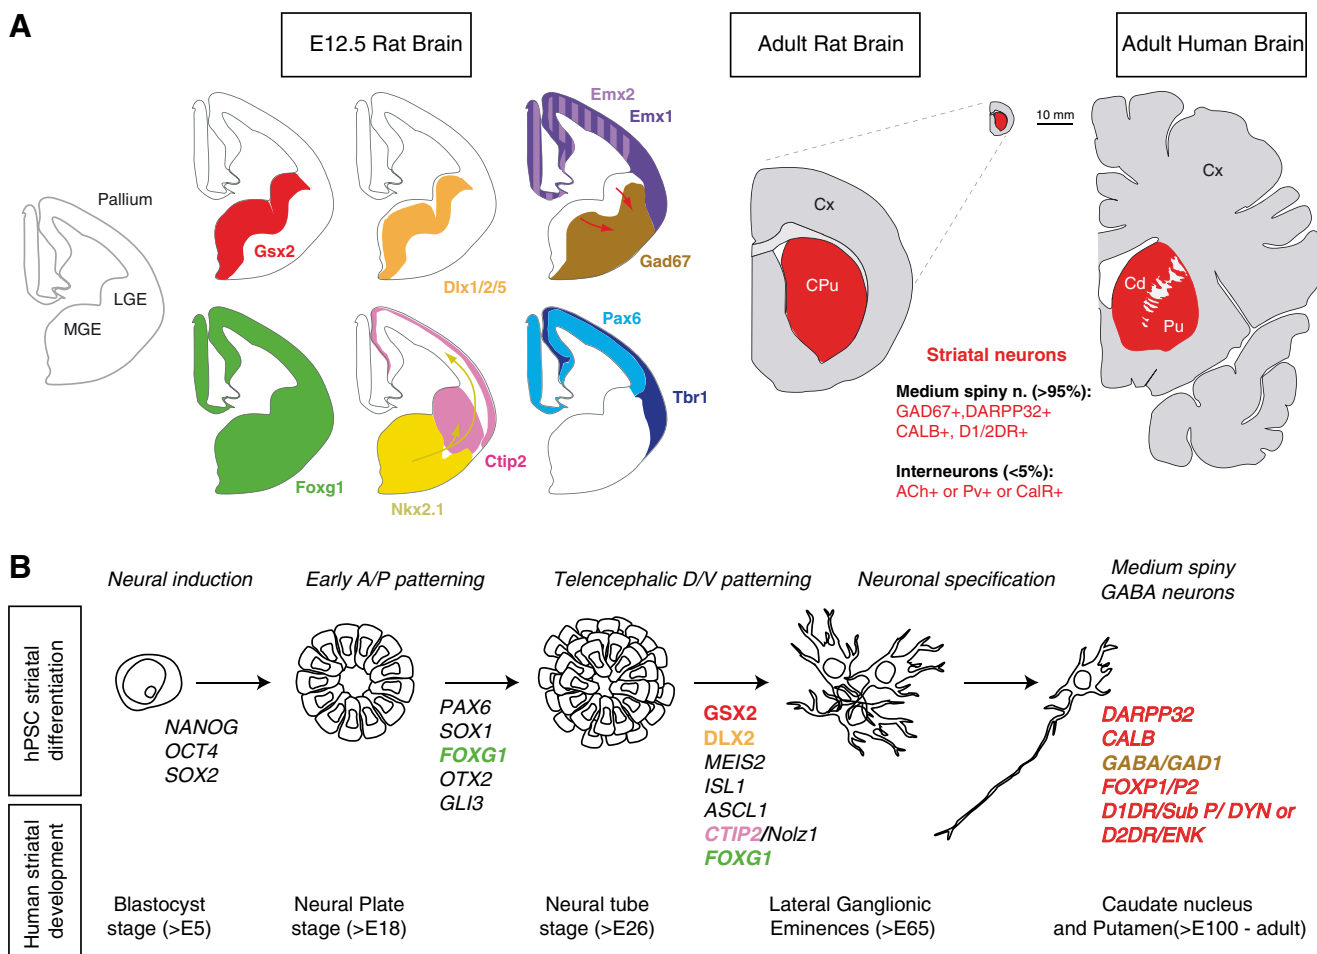 A
E12.5 Rat Brain
Adult Rat Brain
Adult Human Brain
Pallium
LGE
MGE
Gsx2
Dlx1/2/5
Emx2
Emx1
Gad67
Foxg1
Nkx2.1
Ctip2
Pax6
Tbr1
10 mm
Cx
CPu
Cx
Cd
Pu
Striatal neurons
Medium spiny n. (>95%):
GAD67+,DARPP32+
CALB+, D1/2DR+
Interneurons (<5%):
ACh+ or Pv+ or CalR+
B
Neural induction
Early A/P patterning
Telencephalic D/V patterning
Neuronal specification
Medium spiny
GABA neurons
hPSC striatal
differentiation
NANOG
OCT4
SOX2
PAX6
SOX1
FOXG1
OTX2
GLI3
GSX2
DLX2
MEIS2
ISL1
ASCL1
CTIP2/Nolz1
FOXG1
DARPP32
CALB
GABA/GAD1
FOXP1/P2
D1DR/Sub P/ DYN or
D2DR/ENK
Human striatal
development
Blastocyst
stage (>E5)
Neural Plate
stage (>E18)
Neural tube
stage (>E26)
Lateral Ganglionic
Eminences (>E65)
Caudate nucleus
and Putamen(>E100 - adult)